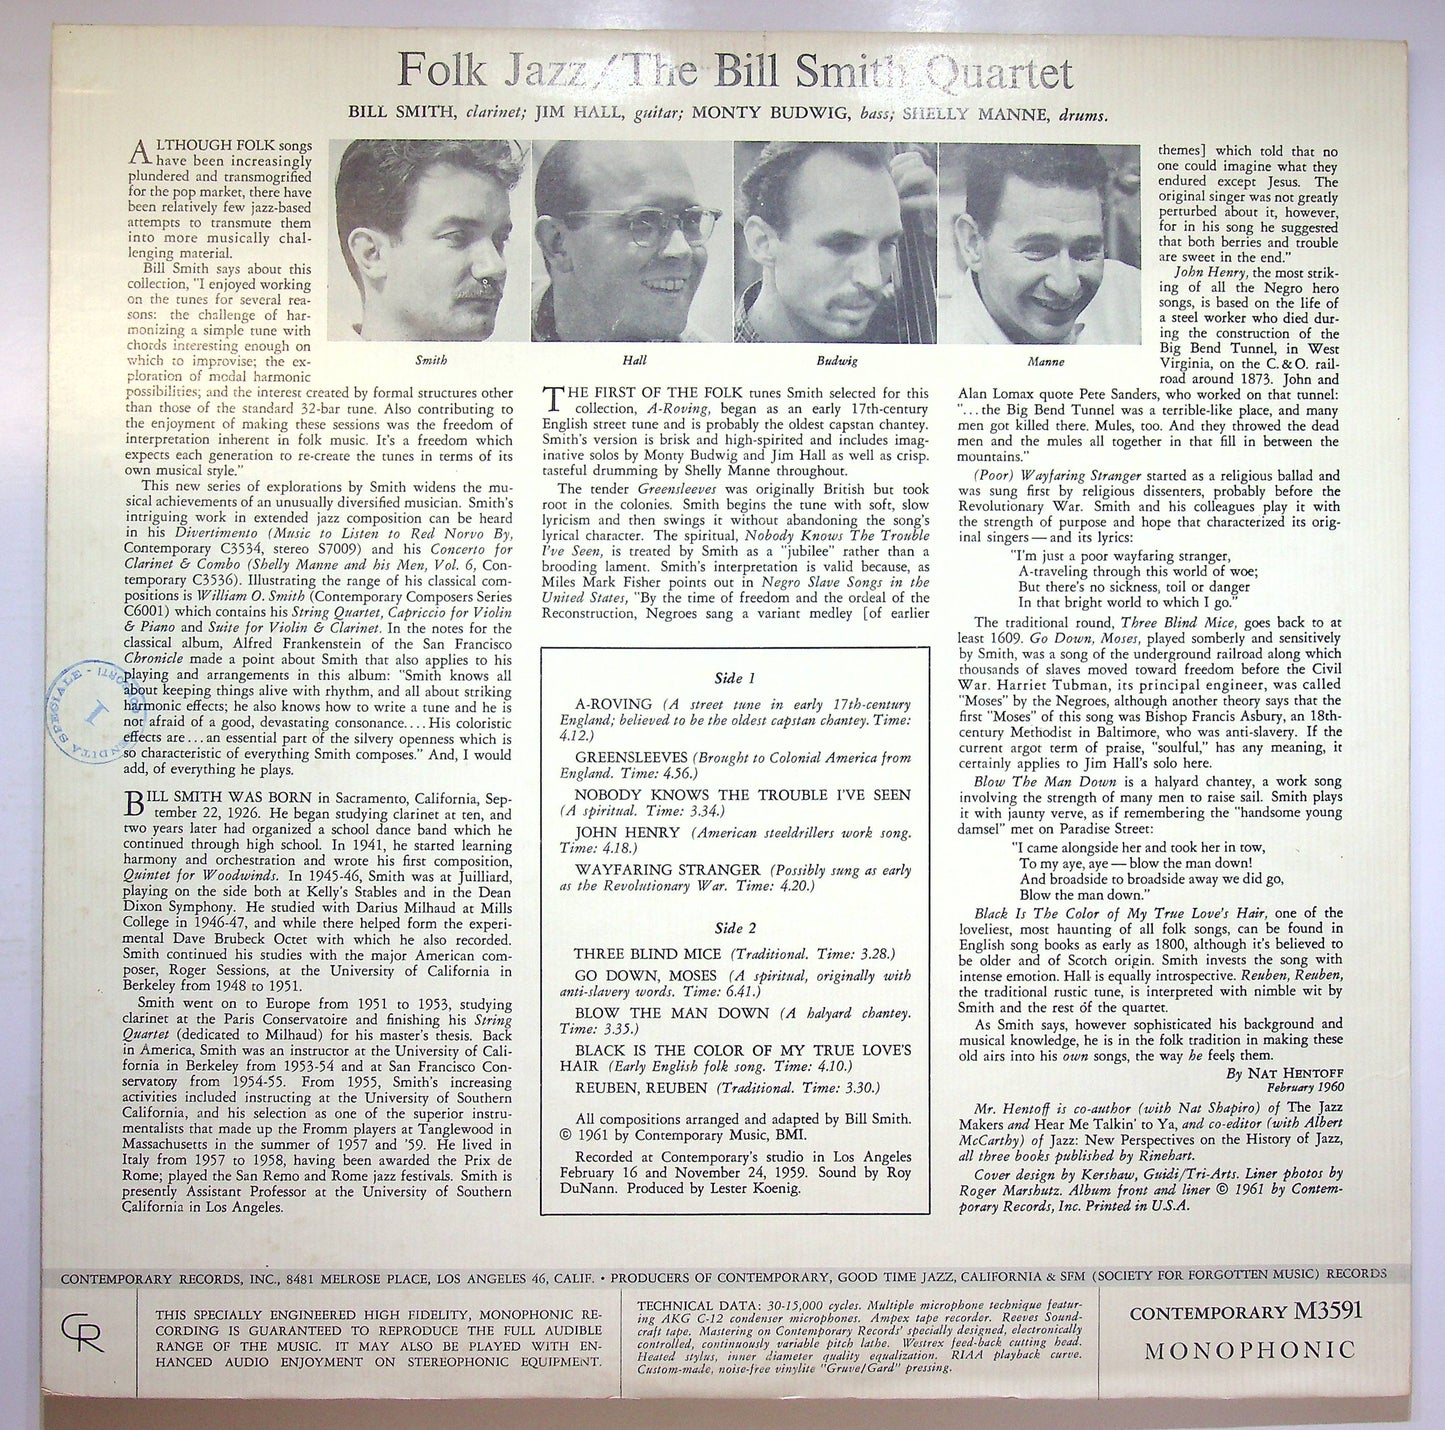 Folk Jazz/The Bill Smith Quartet
BILL SMITH, clarinet; JIM HALL, guitar; MONTY BUDWIG, bass; SHELLY MANNE, drums.
ALTHOUGH FOLK songs
have been increasingly
plundered and transmogrified
for the pop market, there have
been relatively few jazz-based
attempts to transmute them
into more musically chal-
lenging material.
Bill Smith says about this
collection, "I enjoyed working
on the tunes for several rea-
sons: the challenge of har-
monizing a simple tune with
chords interesting enough on
which to improvise; the ex-
ploration of modal harmonic
possibilities; and the interest created by formal structures other
than those of the standard 32-bar tune. Also contributing to
the enjoyment of making these sessions was the freedom of
interpretation inherent in folk music. It's a freedom which
expects each generation to re-create the tunes in terms of its
own musical style."
This new series of explorations by Smith widens the mu-
sical achievements of an unusually diversified musician. Smith's
intriguing work in extended jazz composition can be heard
in his Divertimento (Music to Listen to Red Norvo By,
Contemporary C3534, stereo S7009) and his Concerto for
Clarinet & Combo (Shelly Manne and his Men, Vol. 6, Con-
temporary C3536). Illustrating the range of his classical com-
positions is William O. Smith (Contemporary Composers Series
C6001) which contains his String Quartet, Capriccio for Violin
& Piano and Suite for Violin & Clarinet. In the notes for the
classical album, Alfred Frankenstein of the San Francisco
Chronicle made a point about Smith that also applies to his
playing and arrangements in this album: "Smith knows all
about keeping things alive with rhythm, and all about striking
harmonic effects; he also knows how to write a tune and he is
not afraid of a good, devastating consonance.... His coloristic
effects are ... an essential part of the silvery openness which is
so characteristic of everything Smith composes." And, I would
add, of everything he plays.
BILL SMITH WAS BORN in Sacramento, California, Sep-
tember 22, 1926. He began studying clarinet at ten, and
two years later had organized a school dance band which he
continued through high school. In 1941, he started learning
harmony and orchestration and wrote his first composition,
Quintet for Woodwinds. In 1945-46, Smith was at Juilliard,
playing on the side both at Kelly's Stables and in the Dean
Dixon Symphony. He studied with Darius Milhaud at Mills
College in 1946-47, and while there helped form the experi-
mental Dave Brubeck Octet with which he also recorded.
Smith continued his studies with the major American com-
poser, Roger Sessions, at the University of California in
Berkeley from 1948 to 1951.
Smith went on to Europe from 1951 to 1953, studying
clarinet at the Paris Conservatoire and finishing his String
Quartet (dedicated to Milhaud) for his master's thesis. Back
in America, Smith was an instructor at the University of Cali-
fornia in Berkeley from 1953-54 and at San Francisco Con-
servatory from 1954-55. From 1955, Smith's increasing
activities included instructing at the University of Southern
California, and his selection as one of the superior instru-
mentalists that made up the Fromm players at Tanglewood in
Massachusetts in the summer of 1957 and '59. He lived in
Italy from 1957 to 1958, having been awarded the Prix de
Rome; played the San Remo and Rome jazz festivals. Smith is
presently Assistant Professor at the University of Southern
California in Los Angeles.
Smith
Hall
Budwig
Manne
THE FIRST OF THE FOLK tunes Smith selected for this
collection, A-Roving, began as an early 17th-century
English street tune and is probably the oldest capstan chantey.
Smith's version is brisk and high-spirited and includes imag-
inative solos by Monty Budwig and Jim Hall as well as crisp.
tasteful drumming by Shelly Manne throughout.
The tender Greensleeves was originally British but took
root in the colonies. Smith begins the tune with soft, slow
lyricism and then swings it without abandoning the song's
lyrical character. The spiritual, Nobody Knows The Trouble
I've Seen, is treated by Smith as a "jubilee" rather than a
brooding lament. Smith's interpretation is valid because, as
Miles Mark Fisher points out in Negro Slave Songs in the
United States, "By the time of freedom and the ordeal of the
Reconstruction, Negroes sang a variant medley [of earlier
Side 1
A-ROVING (A street tune in early 17th-century
England; believed to be the oldest capstan chantey. Time:
4.12.)
GREENSLEEVES (Brought to Colonial America from
England. Time: 4.56.)
NOBODY KNOWS THE TROUBLE I'VE SEEN
(A spiritual. Time: 3.34.)
JOHN HENRY (American steeldrillers work song.
Time: 4.18.)
WAYFARING STRANGER (Possibly sung as early
as the Revolutionary War. Time: 4.20.)
Side 2
THREE BLIND MICE (Traditional. Time: 3.28.)
GO DOWN, MOSES (A spiritual, originally with
anti-slavery words. Time: 6.41.)
BLOW THE MAN DOWN (A halyard chantey.
Time: 3.35.)
BLACK IS THE COLOR OF MY TRUE LOVE'S
HAIR (Early English folk song. Time: 4.10.)
REUBEN, REUBEN (Traditional. Time: 3.30.)
All compositions arranged and adapted by Bill Smith.
© 1961 by Contemporary Music, BMI.
Recorded at Contemporary's studio in Los Angeles
February 16 and November 24, 1959. Sound by Roy
DuNann. Produced by Lester Koenig.
themes] which told that no
one could imagine what they
endured except Jesus. The
original singer was not greatly
perturbed about it, however,
for in his song he suggested
that both berries and trouble
are sweet in the end."
John Henry, the most strik-
ing of all the Negro hero
songs, is based on the life of
a steel worker who died dur-
ing the construction of the
Big Bend Tunnel, in West
Virginia, on the C. & O. rail-
road around 1873. John and
Alan Lomax quote Pete Sanders, who worked on that tunnel:
"... the Big Bend Tunnel was a terrible-like place, and many
men got killed there. Mules, too. And they throwed the dead
men and the mules all together in that fill in between the
mountains."
(Poor) Wayfaring Stranger started as a religious ballad and
was sung first by religious dissenters, probably before the
Revolutionary War. Smith and his colleagues play it with
the strength of purpose and hope that characterized its orig-
inal singers — and its lyrics:
"I'm just a poor wayfaring stranger,
A-traveling through this world of woe;
But there's no sickness, toil or danger
In that bright world to which I go."
The traditional round, Three Blind Mice, goes back to at
least 1609. Go Down, Moses, played somberly and sensitively
by Smith, was a song of the underground railroad along which
thousands of slaves moved toward freedom before the Civil
War. Harriet Tubman, its principal engineer, was called
"Moses" by the Negroes, although another theory says that the
first "Moses" of this song was Bishop Francis Asbury, an 18th-
century Methodist in Baltimore, who was anti-slavery. If the
current argot term of praise, "soulful," has any meaning, it
certainly applies to Jim Hall's solo here.
Blow The Man Down is a halyard chantey, a work song
involving the strength of many men to raise sail. Smith plays
it with jaunty verve, as if remembering the "handsome young
damsel" met on Paradise Street:
"I came alongside her and took her in tow,
To my aye, aye — blow the man down!
And broadside to broadside away we did go,
Blow the man down."
Black Is The Color of My True Love's Hair, one of the
loveliest, most haunting of all folk songs, can be found in
English song books as early as 1800, although it's believed to
be older and of Scotch origin. Smith invests the song with
intense emotion. Hall is equally introspective. Reuben, Reuben,
the traditional rustic tune, is interpreted with nimble wit by
Smith and the rest of the quartet.
As Smith says, however sophisticated his background and
musical knowledge, he is in the folk tradition in making these
old airs into his own songs, the way he feels them.
By NAT HENTOFF
February 1960
Mr. Hentoff is co-author (with Nat Shapiro) of The Jazz
Makers and Hear Me Talkin' to Ya, and co-editor (with Albert
McCarthy) of Jazz: New Perspectives on the History of Jazz,
all three books published by Rinehart.
Cover design by Kershaw, Guidi/Tri-Arts. Liner photos by
Roger Marshutz. Album front and liner © 1961 by Contem-
porary Records, Inc. Printed in U.S.A.
CONTEMPORARY RECORDS, INC., 8481 MELROSE PLACE, LOS ANGELES 46, CALIF. • PRODUCERS OF CONTEMPORARY, GOOD TIME JAZZ, CALIFORNIA & SFM (SOCIETY FOR FORGOTTEN MUSIC) RECORDS
CR
THIS SPECIALLY ENGINEERED HIGH FIDELITY, MONOPHONIC RE-
CORDING IS GUARANTEED TO REPRODUCE THE FULL AUDIBLE
RANGE OF THE MUSIC. IT MAY ALSO BE PLAYED WITH EN-
HANCED AUDIO ENJOYMENT ON STEREOPHONIC EQUIPMENT.
TECHNICAL DATA: 30-15,000 cycles. Multiple microphone technique featur-
ing AKG C-12 condenser microphones. Ampex tape recorder. Reeves Sound-
craft tape. Mastering on Contemporary Records' specially designed, electronically
controlled, continuously variable pitch lathe. Westrex feed-back cutting head.
Heated stylus, inner diameter quality equalization. RIAA playback curve.
Custom-made, noise-free vinylite "Gruve/Gard" pressing.
CONTEMPORARY M3591
MONOPHONIC